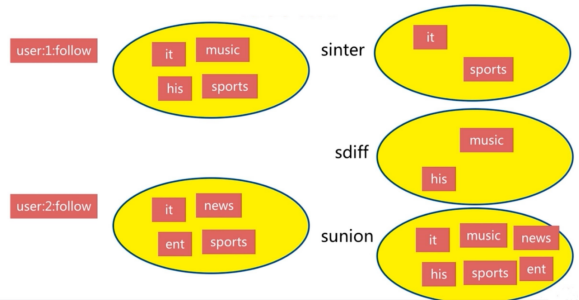 user:1:follow
it
music
his
sports
sinter
it
sports
sdiff
music
his
user:2:follow
it
news
ent
sports
sunion
it
music
news
his
sports
ent